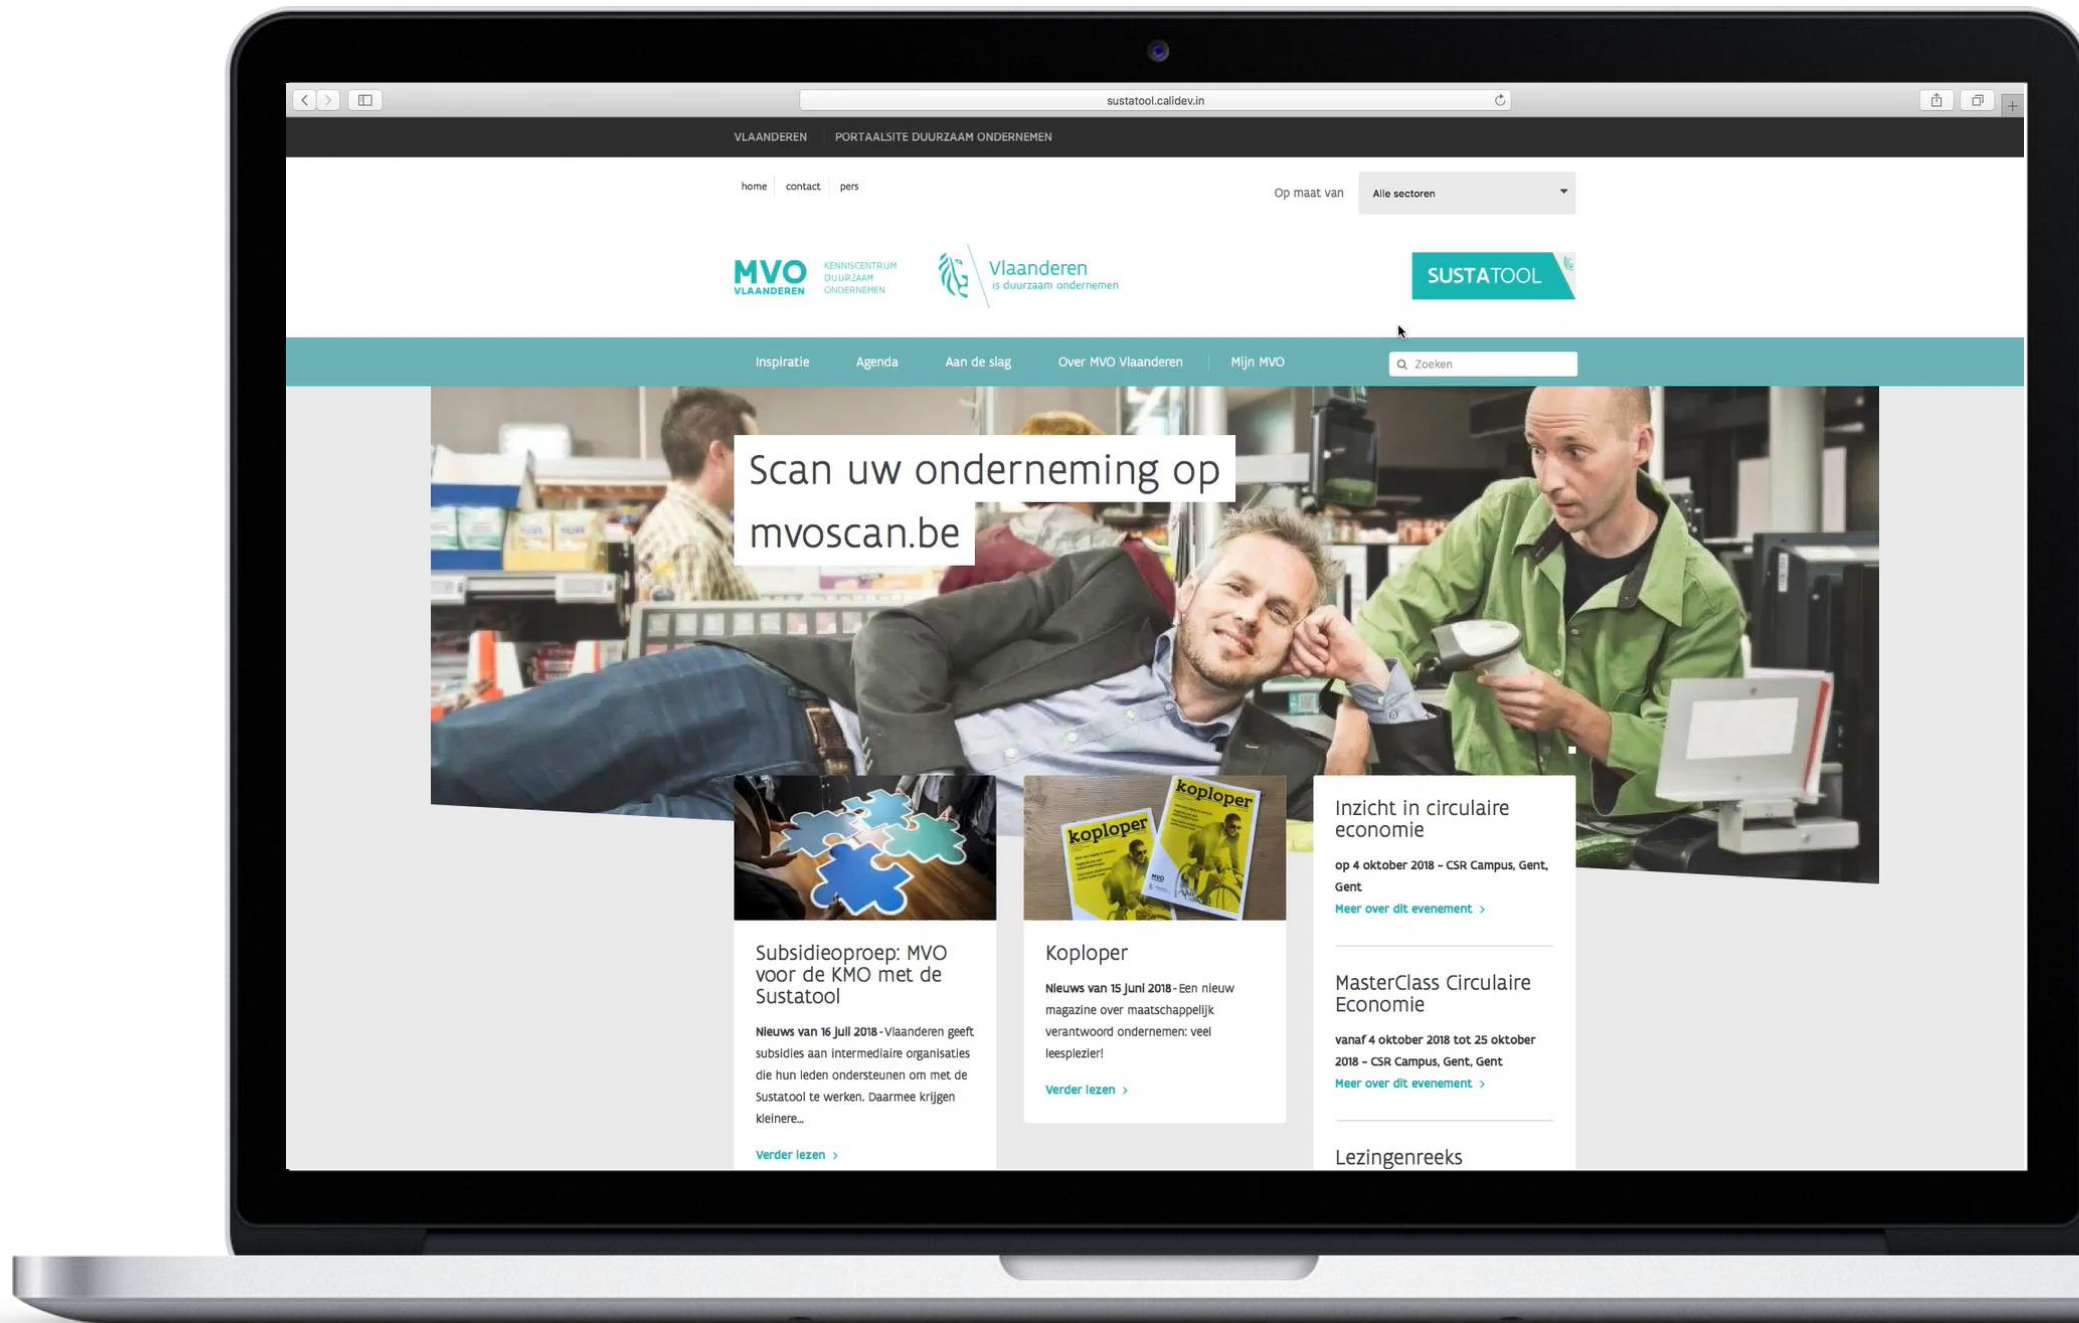 sustatool.calidev.in
VLAANDEREN PORTAALSITE DUURZAAM ONDERNEMEN
home contact pers
Op maat van Alle sectoren
MVO
VLAANDEREN
KENNISCENTRUM
DUURZAAM
ONDERNEMEN
Vlaanderen
is duurzaam ondernemen
SUSTATOOL
Inspiratie Agenda Aan de slag Over MVO Vlaanderen Mijn MVO Zoeken
Scan uw onderneming op
mvoscan.be
koploper
koploper
MVO
Subsidieoproep: MVO
voor de KMO met de
Sustatool
Nieuws van 16 juli 2018 - Vlaanderen geeft
subsidies aan intermediaire organisaties
die hun leden ondersteunen om met de
Sustatool te werken. Daarmee krijgen
kleinere...
Verder lezen >
Koploper
Nieuws van 15 juni 2018 - Een nieuw
magazine over maatschappelijk
verantwoord ondernemen: veel
leesplezier!
Verder lezen >
Inzicht in circulaire
economie
op 4 oktober 2018 - CSR Campus, Gent,
Gent
Meer over dit evenement >
MasterClass Circulaire
Economie
vanaf 4 oktober 2018 tot 25 oktober
2018 - CSR Campus, Gent, Gent
Meer over dit evenement >
Lezingenreeks